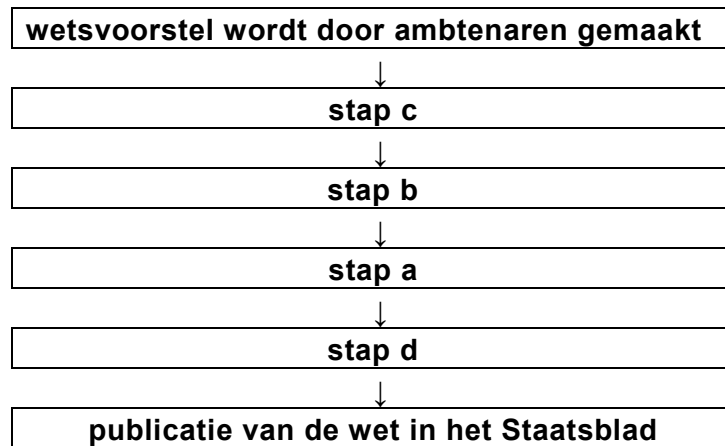 wetsvoorstel wordt door ambtenaren gemaakt
↓
stap c
↓
stap b
↓
stap a
↓
stap d
↓
publicatie van de wet in het Staatsblad